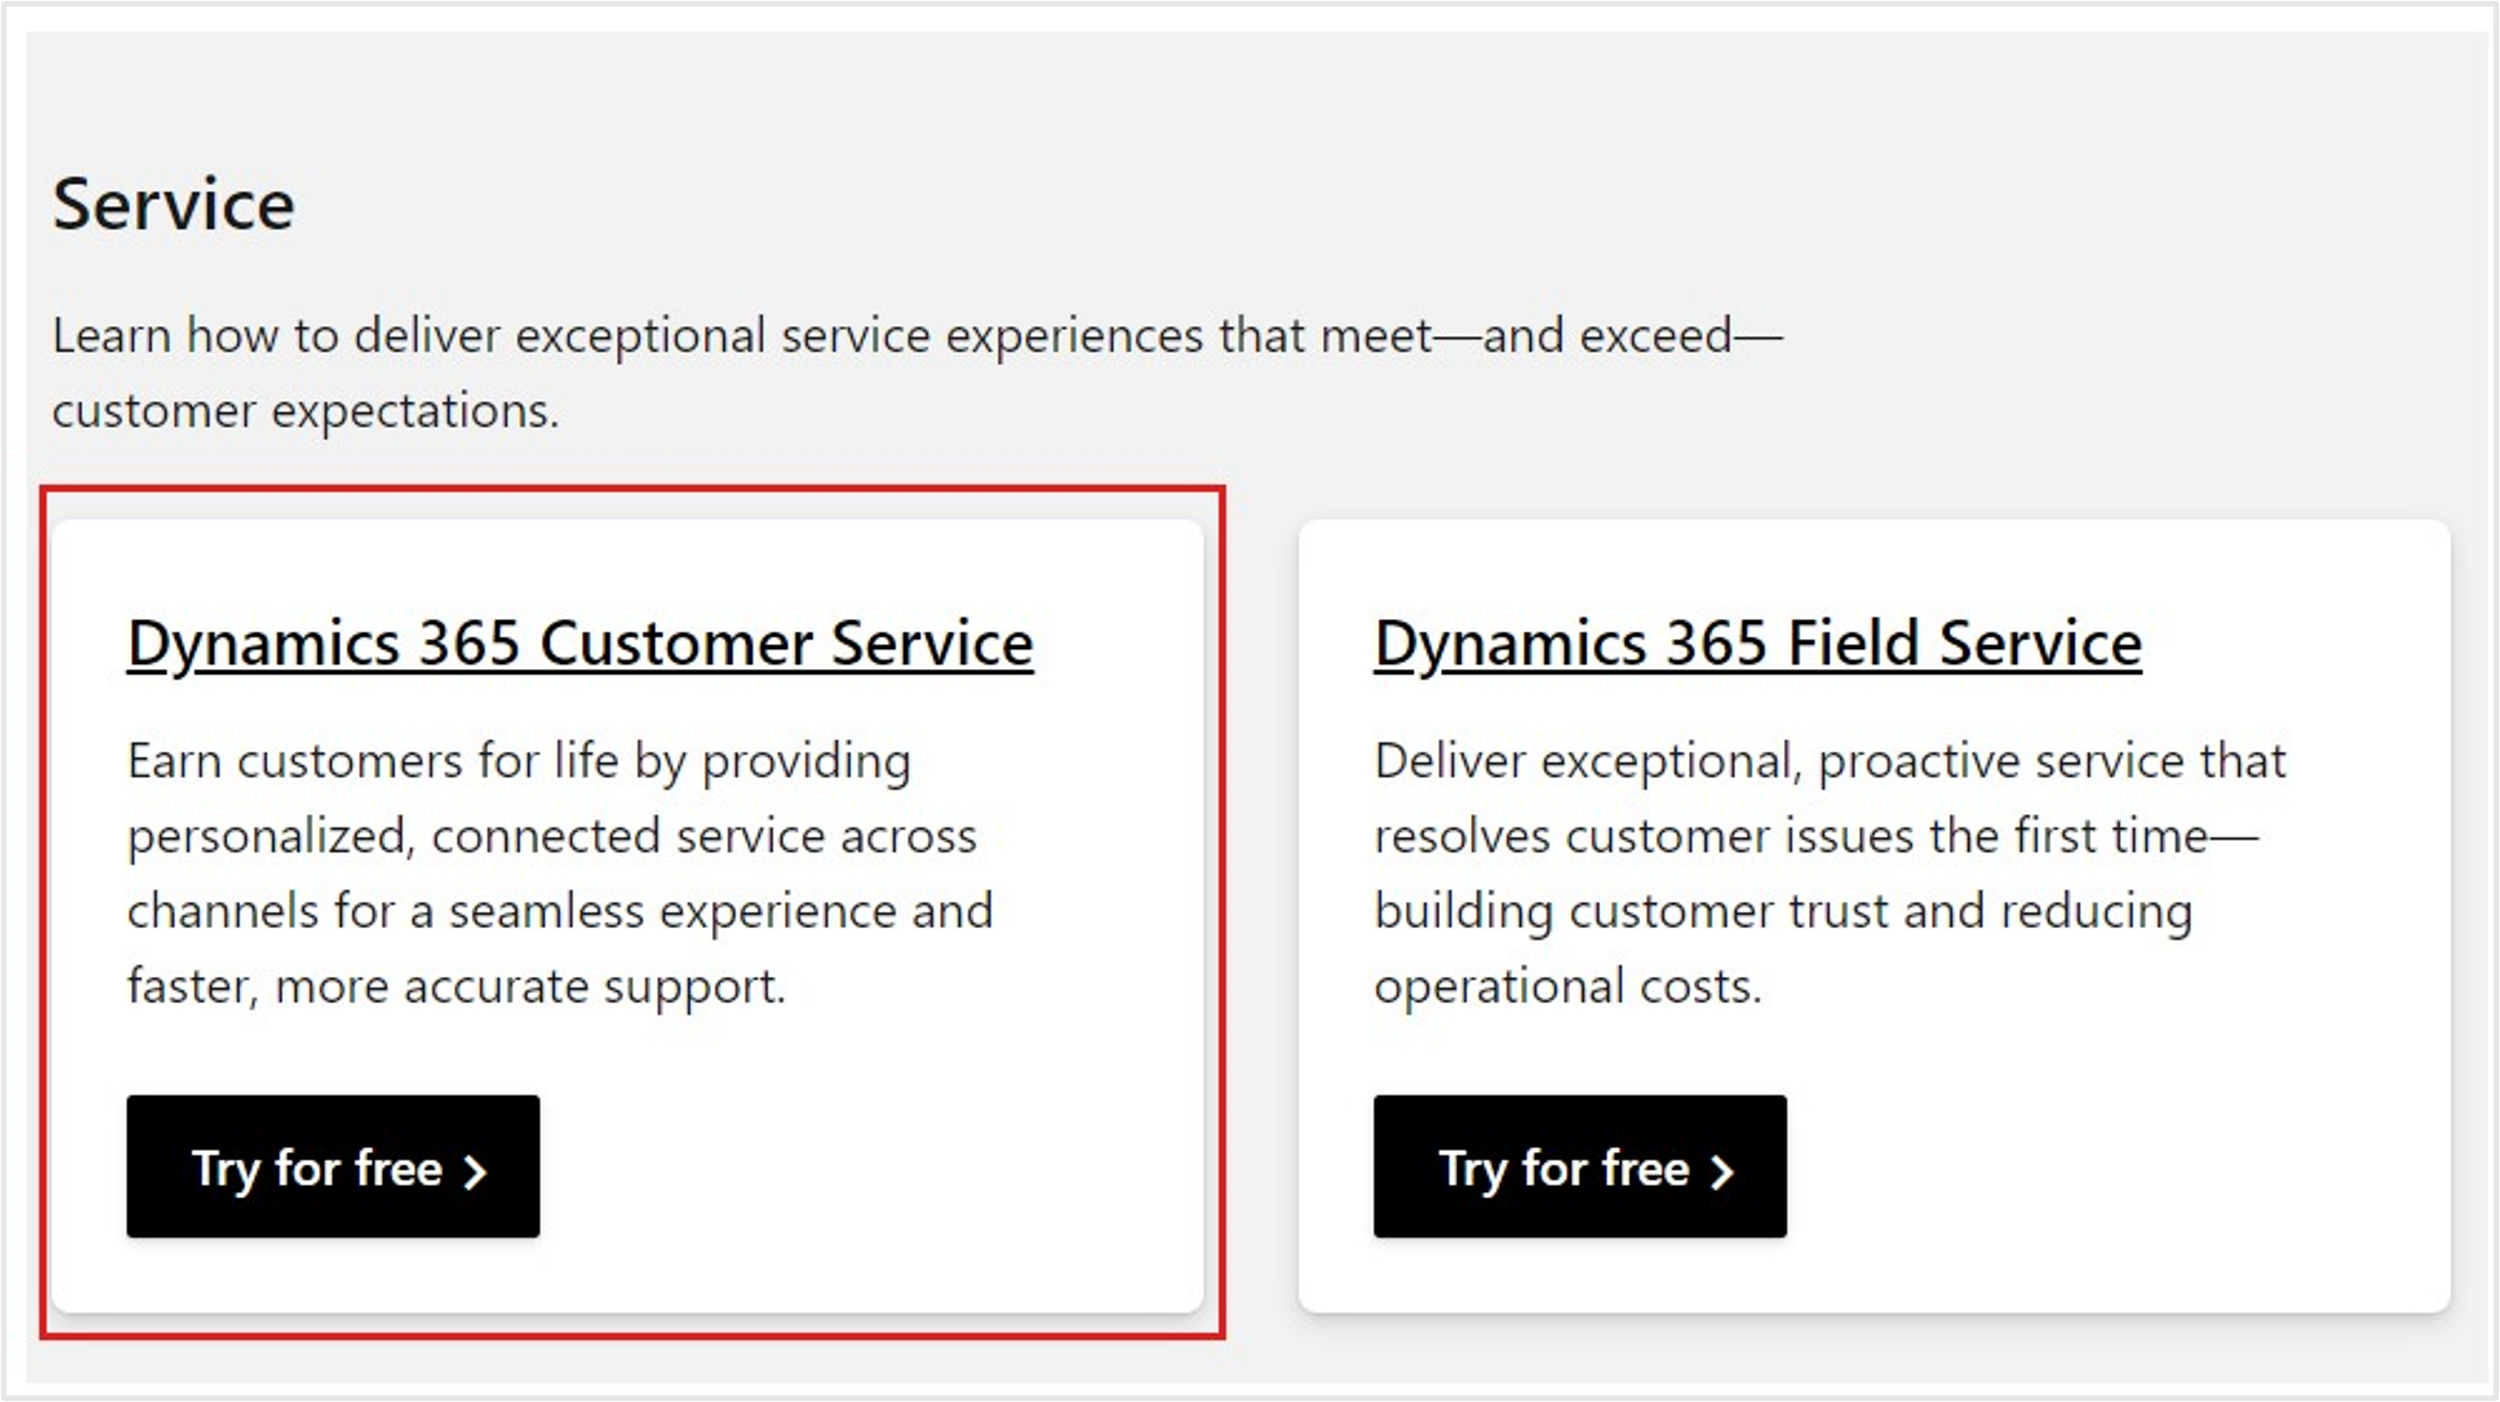 Service
Learn how to deliver exceptional service experiences that meet—and exceed—
customer expectations.
Dynamics 365 Customer Service
Earn customers for life by providing
personalized, connected service across
channels for a seamless experience and
faster, more accurate support.
Try for free
Dynamics 365 Field Service
Deliver exceptional, proactive service that
resolves customer issues the first time—
building customer trust and reducing
operational costs.
Try for free